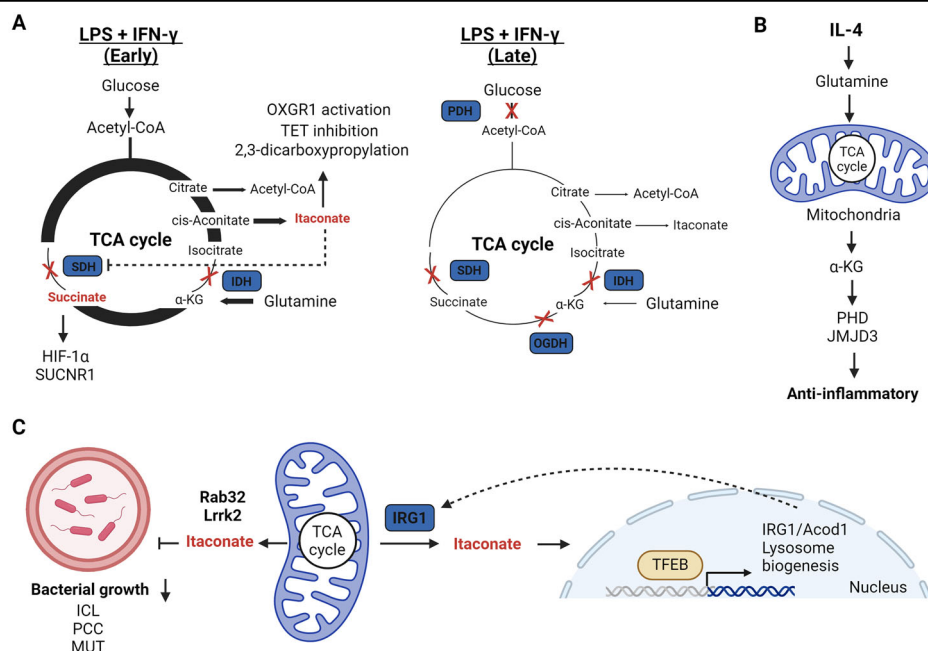 A
LPS + IFN-γ
(Early)
Glucose
Acetyl-CoA
OXGR1 activation
TET inhibition
2,3-dicarboxypropylation
Citrate
Acetyl-CoA
cis-Aconitate
Itaconate
TCA cycle
Isocitrate
SDH
IDH
Succinate
α-KG
Glutamine
HIF-1α
SUCNR1
LPS + IFN-γ
(Late)
Glucose
PDH
Acetyl-CoA
Citrate
Acetyl-CoA
cis-Aconitate
Itaconate
TCA cycle
Isocitrate
SDH
IDH
Succinate
α-KG
Glutamine
OGDH
B
IL-4
Glutamine
TCA
cycle
Mitochondria
α-KG
PHD
JMJD3
Anti-inflammatory
C
Rab32
Lrrk2
Itaconate
Bacterial growth
ICL
PCC
MUT
TCA
cycle
IRG1
Itaconate
TFEB
IRG1/Acod1
Lysosome
biogenesis
Nucleus